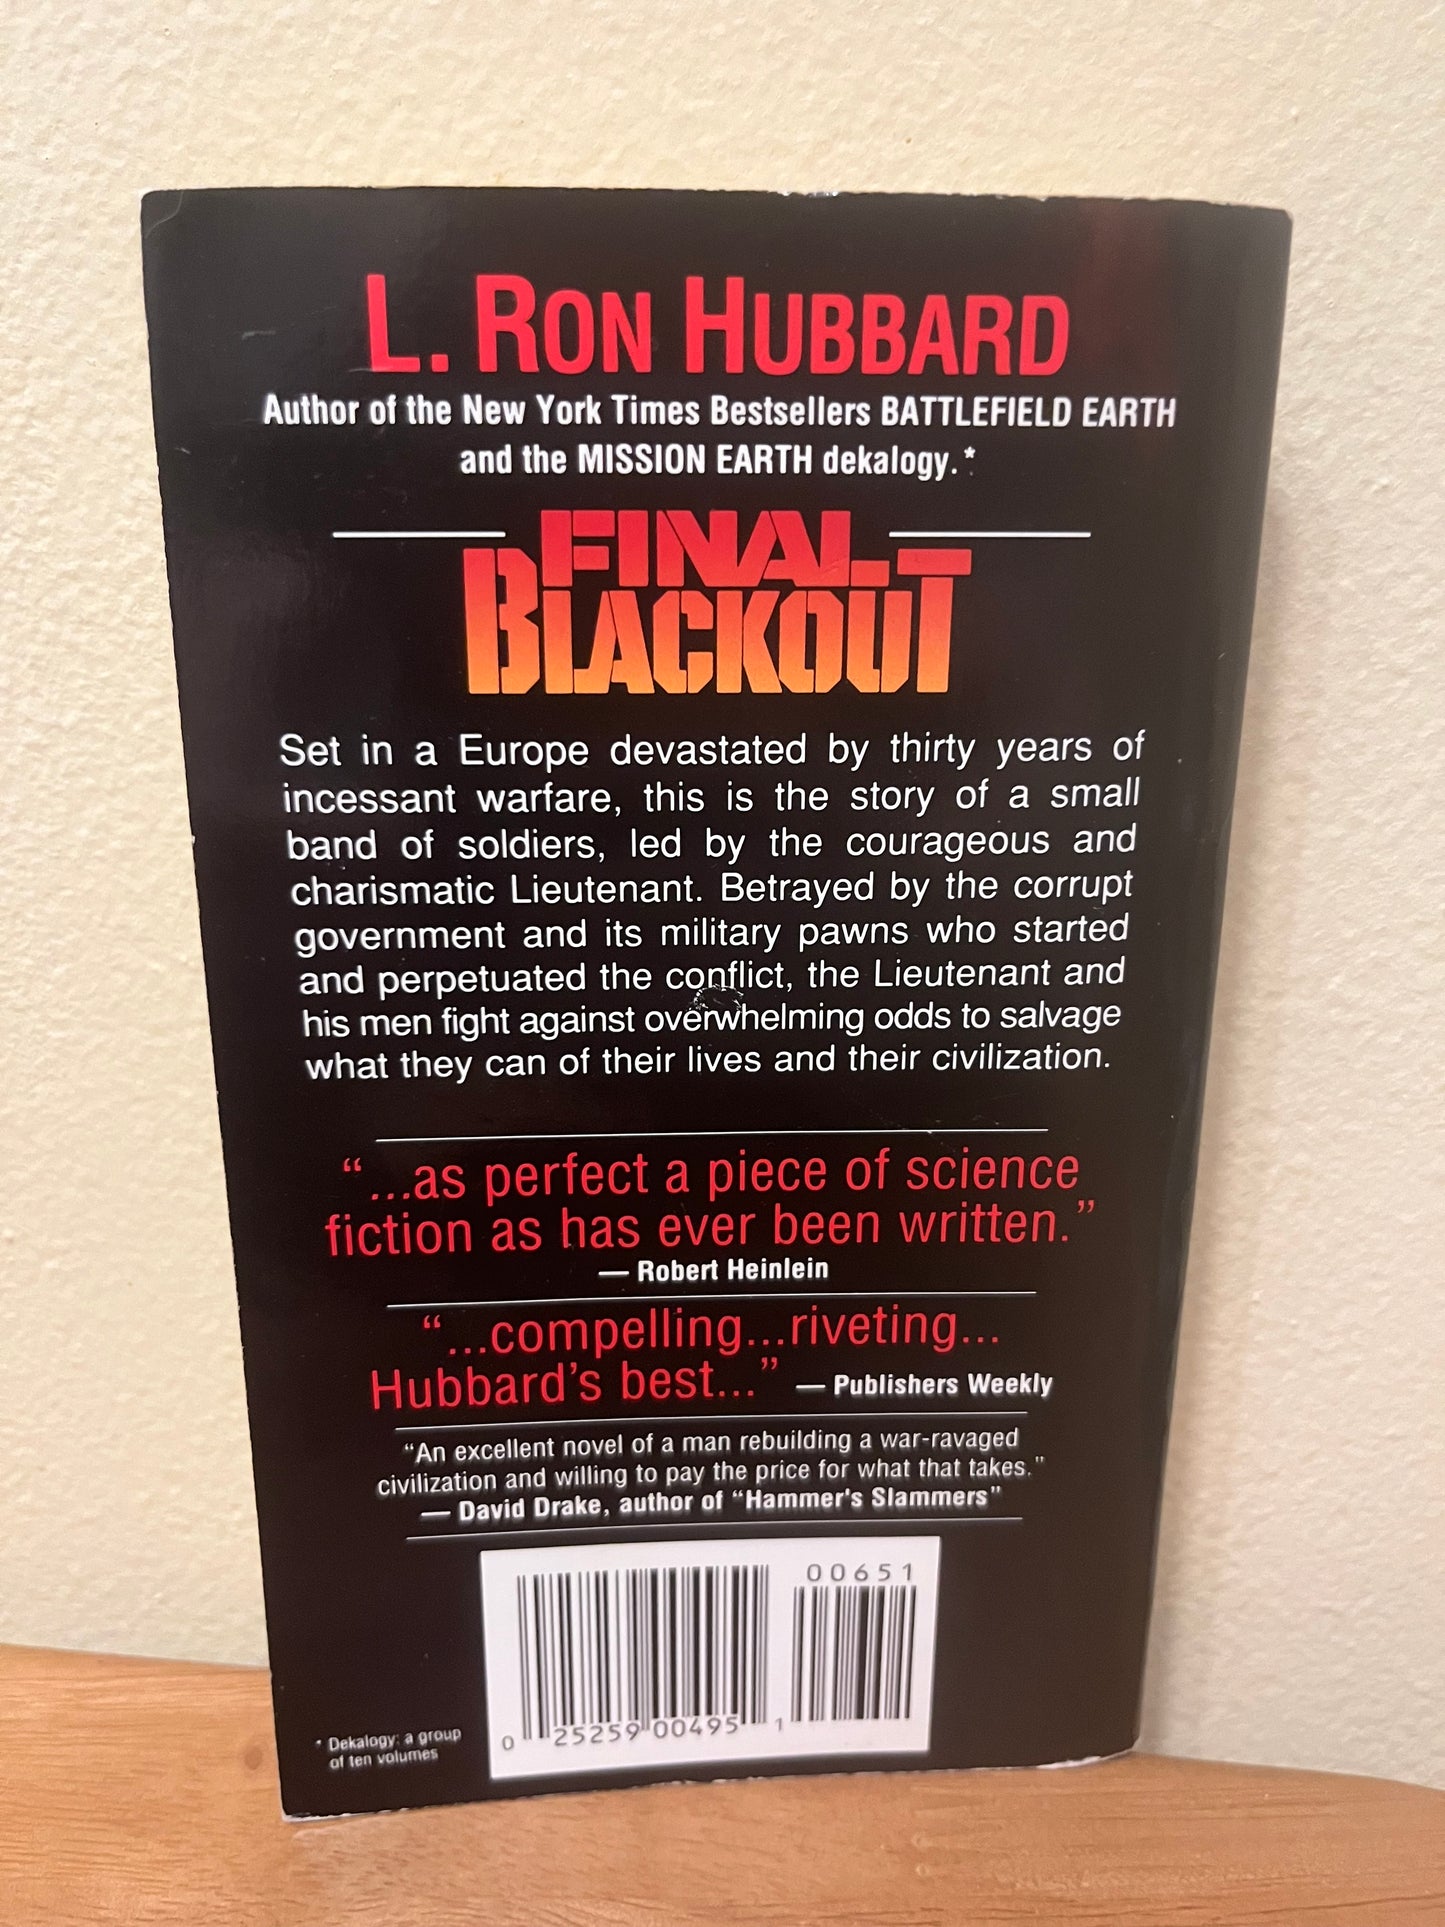 L. RON HUBBARD
Author of the New York Times Bestsellers BATTLEFIELD EARTH
and the MISSION EARTH dekalogy.*
FINAL
BLACKOUT
Set in a Europe devastated by thirty years of
incessant warfare, this is the story of a small
band of soldiers, led by the courageous and
charismatic Lieutenant. Betrayed by the corrupt
government and its military pawns who started
and perpetuated the conflict, the Lieutenant and
his men fight against overwhelming odds to salvage
what they can of their lives and their civilization.
“...as perfect a piece of science
fiction as has ever been written.”
— Robert Heinlein
“...compelling...riveting...
Hubbard's best...” — Publishers Weekly
“An excellent novel of a man rebuilding a war-ravaged
civilization and willing to pay the price for what that takes.”
— David Drake, author of “Hammer's Slammers”
00651
0 25259 00495 1
* Dekalogy: a group
of ten volumes